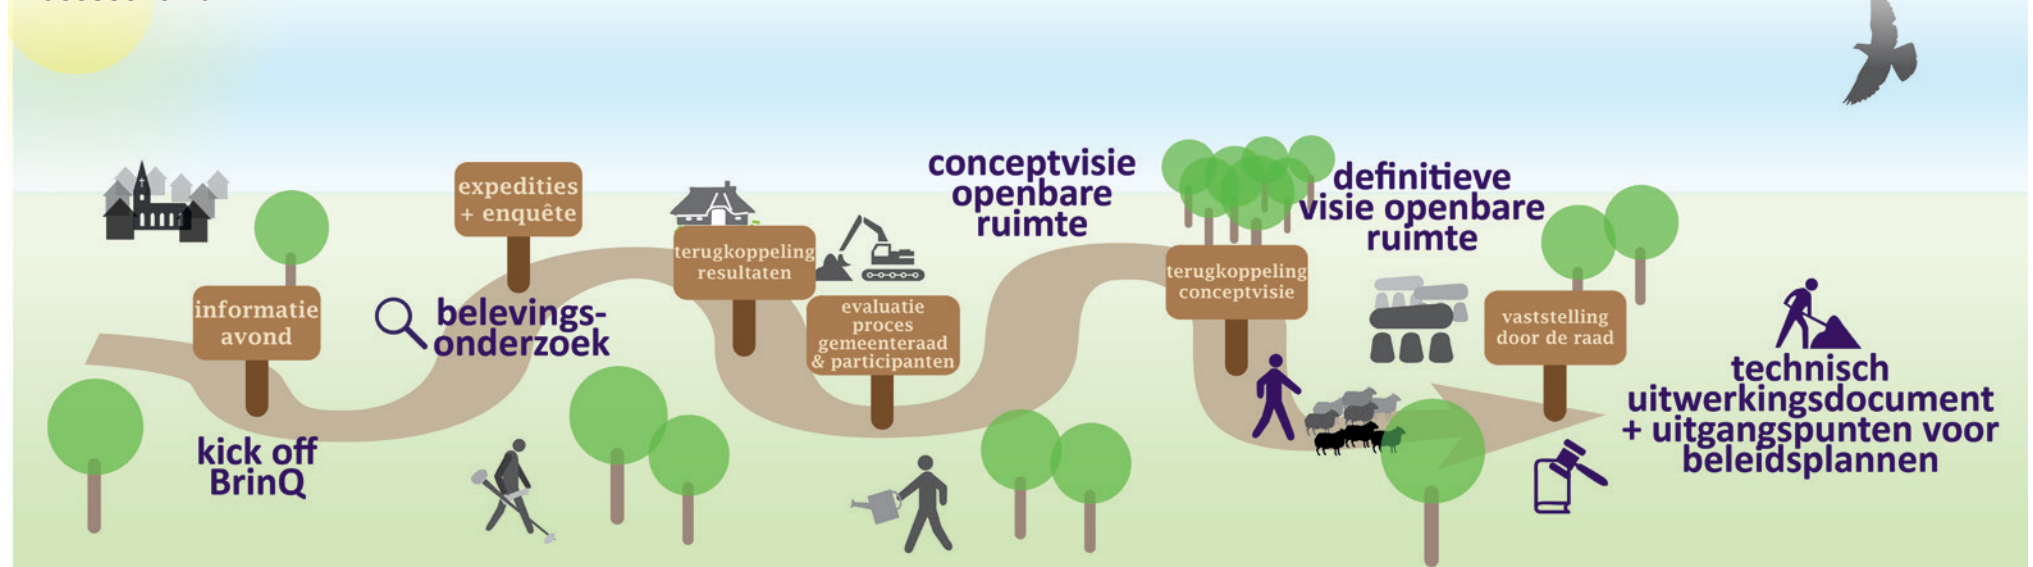 informatie
avond
kick off
BrinQ
expedities
+ enquête
belevings-
onderzoek
terugkoppeling
resultaten
evaluatie
proces
gemeenteraad
& participanten
conceptvisie
openbare
ruimte
terugkoppeling
conceptvisie
definitieve
visie openbare
ruimte
vaststelling
door de raad
technisch
uitwerkingsdocument
+ uitgangspunten voor
beleidsplannen